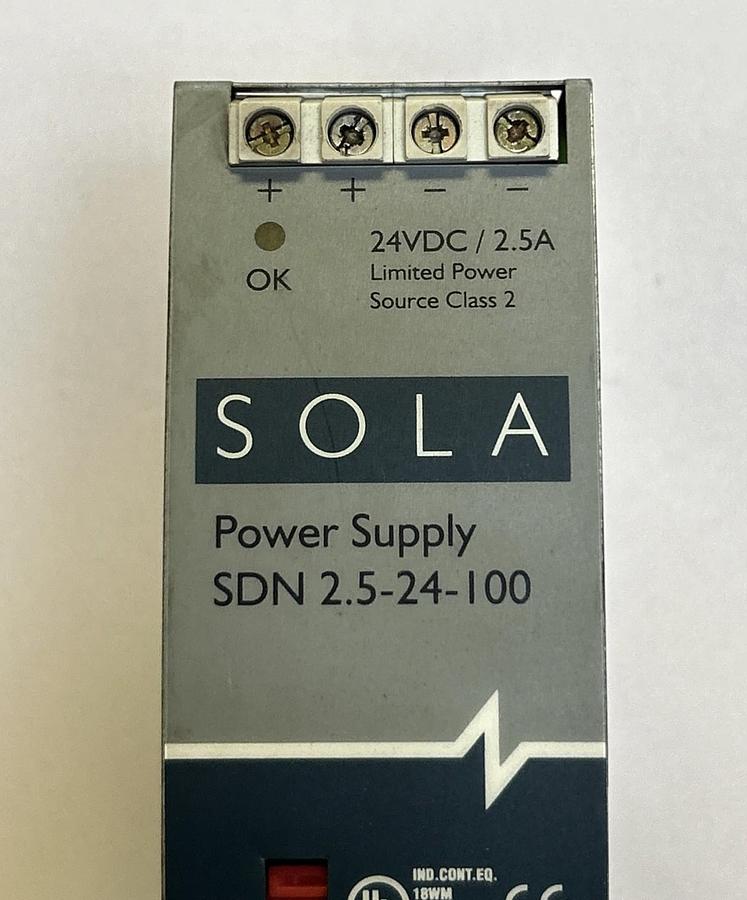 + + - -
OK
24VDC / 2.5A
Limited Power
Source Class 2
SOLA
Power Supply
SDN 2.5-24-100
IND.CONT.EQ.
18WM